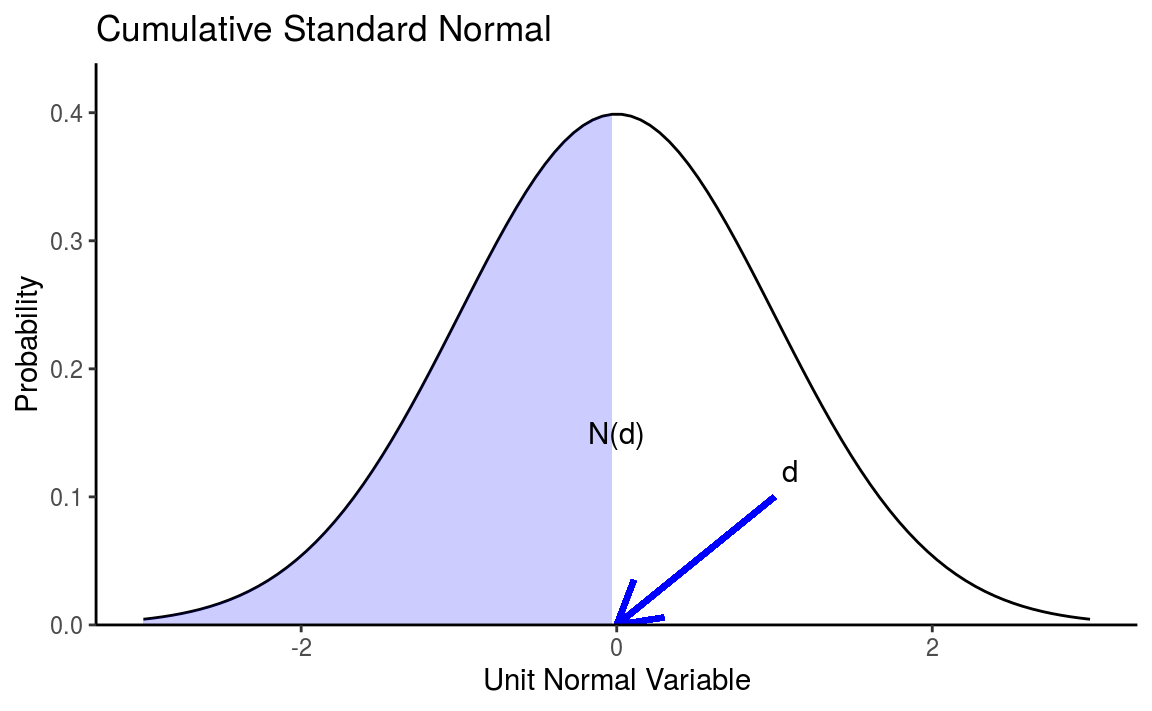 Cumulative Standard Normal
0.4
0.3
0.2
0.1
0.0
Probability
N(d)
d
-2
0
2
Unit Normal Variable